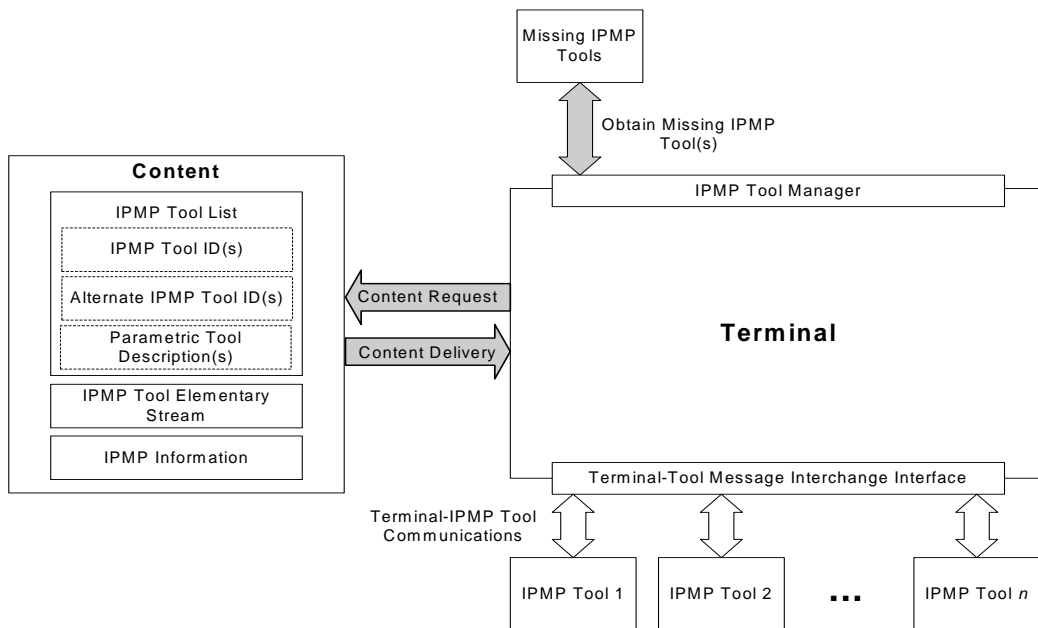 Missing IPMP
Tools
Obtain Missing IPMP
Tool(s)
Content
IPMP Tool List
IPMP Tool ID(s)
Alternate IPMP Tool ID(s)
Parametric Tool
Description(s)
IPMP Tool Elementary
Stream
IPMP Information
Content Request
Content Delivery
IPMP Tool Manager
Terminal
Terminal-Tool Message Interchange Interface
Terminal-IPMP Tool
Communications
IPMP Tool 1
IPMP Tool 2
...
IPMP Tool n